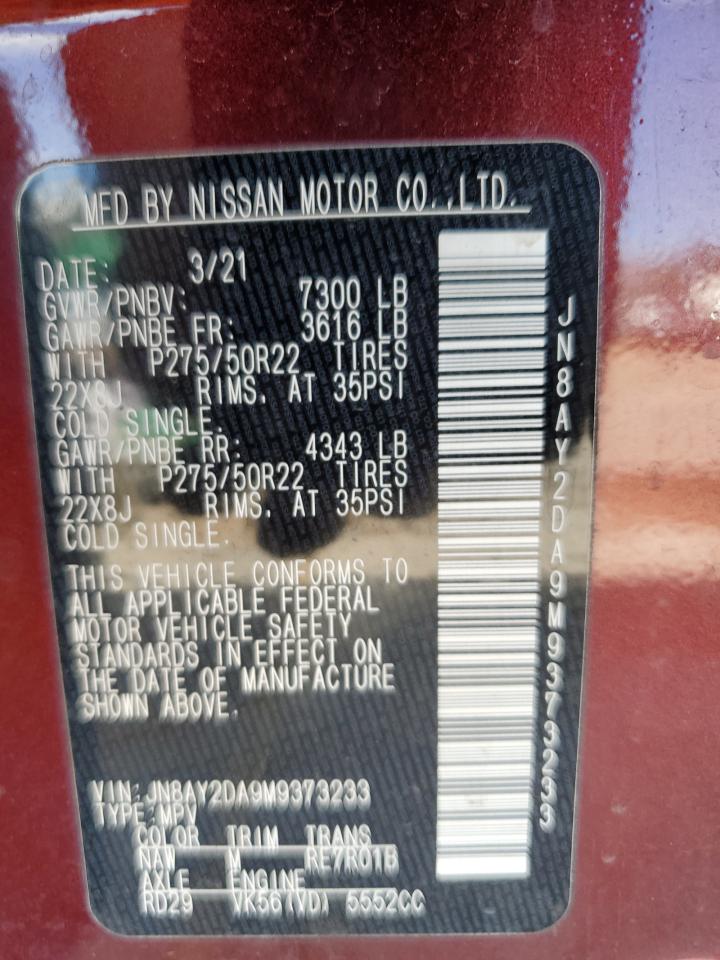 MFD BY NISSAN MOTOR CO.,LTD.
DATE: 3/21
GVWR/PNBV: 7300 LB
GAWR/PNBE FR: 3616 LB
WITH P275/50R22 TIRES
22X8J RIMS. AT 35PSI
COLD SINGLE.
GAWR/PNBE RR: 4343 LB
WITH P275/50R22 TIRES
22X8J RIMS. AT 35PSI
COLD SINGLE.
THIS VEHICLE CONFORMS TO
ALL APPLICABLE FEDERAL
MOTOR VEHICLE SAFETY
STANDARDS IN EFFECT ON
THE DATE OF MANUFACTURE
SHOWN ABOVE.
VIN:JN8AY2DA9M9373233
TYPE:MPV
COLOR TRIM TRANS
NAW M RE7R01B
AXLE ENGINE
RD29 VK56(VD) 5552CC
JN8AY2DA9M9373233